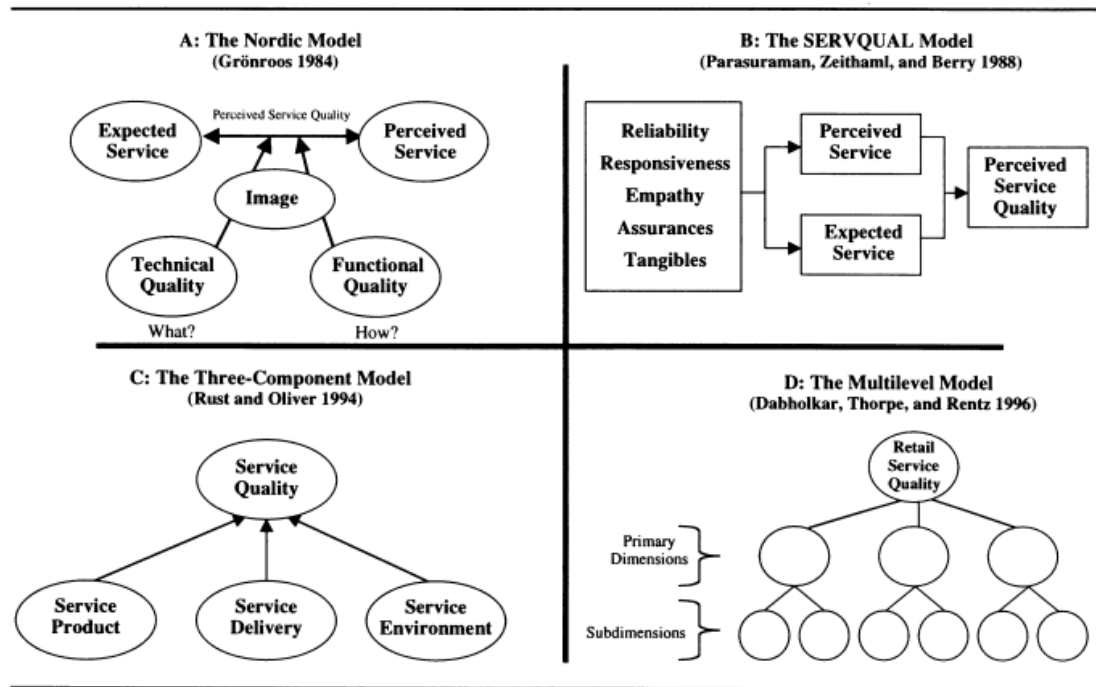 A: The Nordic Model
(Grönroos 1984)
Perceived Service Quality
Expected
Service
Perceived
Service
Image
Technical
Quality
Functional
Quality
What?
How?
B: The SERVQUAL Model
(Parasuraman, Zeithaml, and Berry 1988)
Reliability
Responsiveness
Empathy
Assurances
Tangibles
Perceived
Service
Expected
Service
Perceived
Service
Quality
C: The Three-Component Model
(Rust and Oliver 1994)
Service
Quality
Service
Product
Service
Delivery
Service
Environment
D: The Multilevel Model
(Dabholkar, Thorpe, and Rentz 1996)
Retail
Service
Quality
Primary
Dimensions
Subdimensions